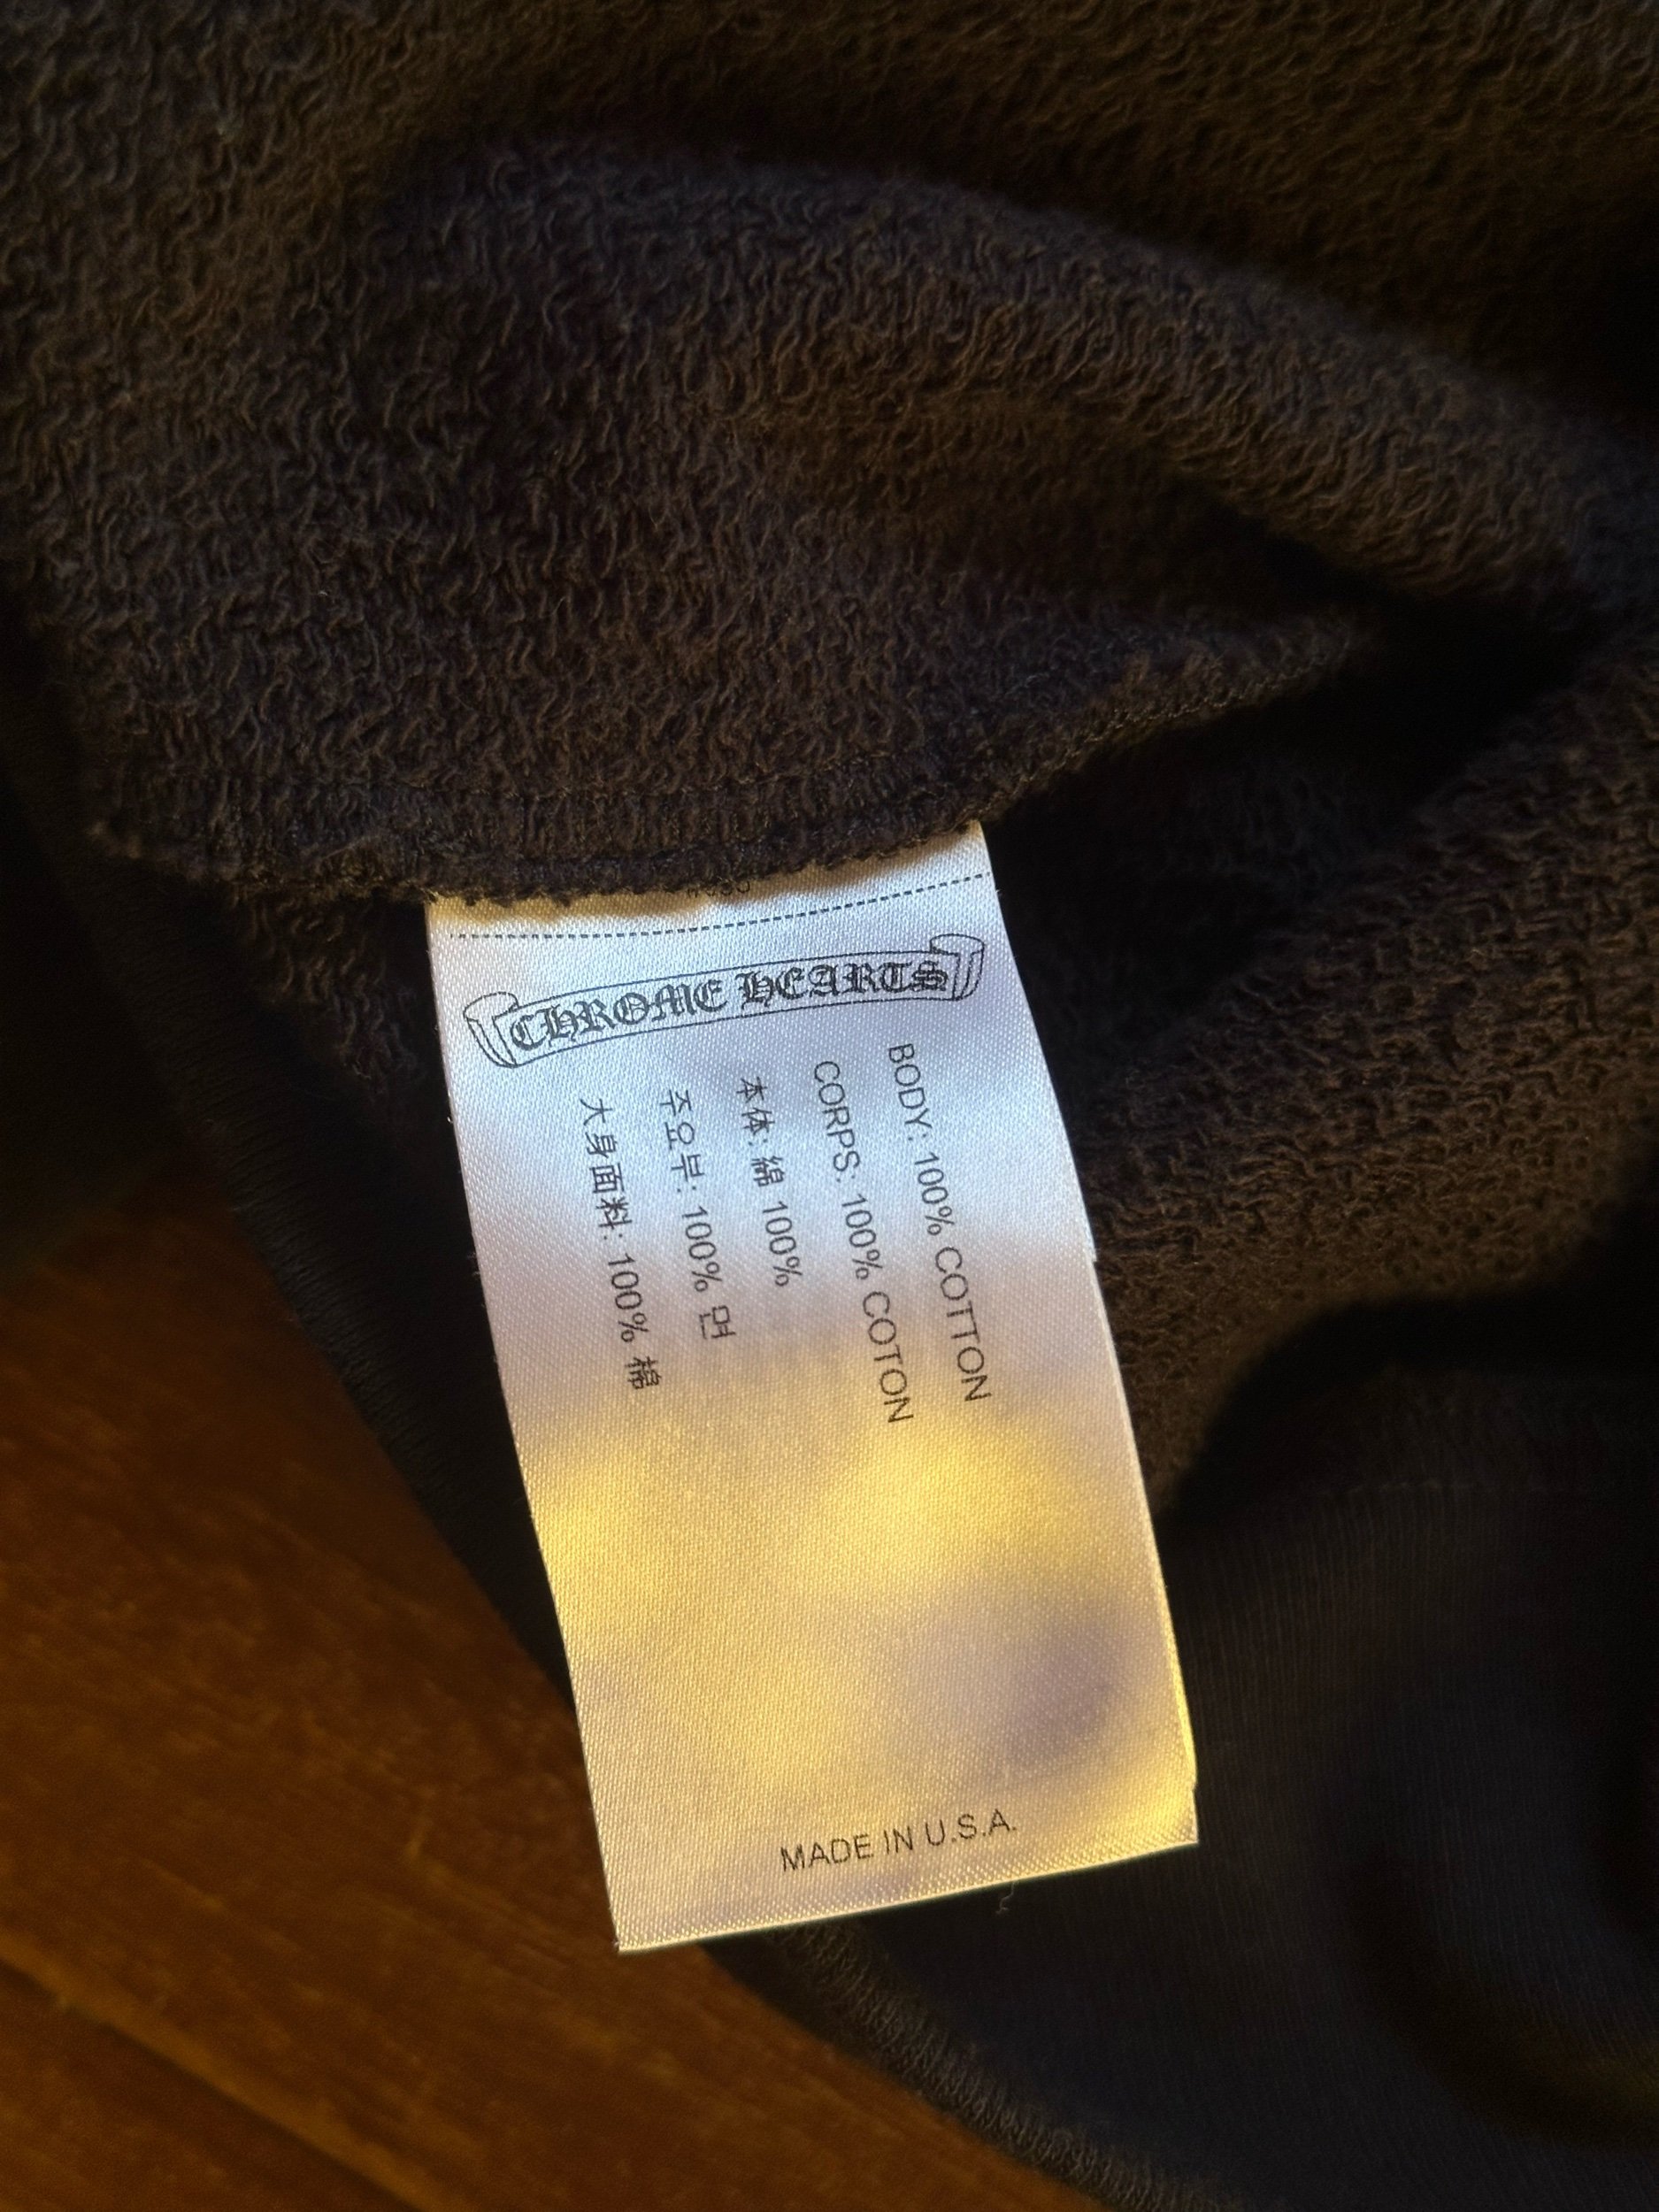 CHROME HEARTS
BODY: 100% COTTON
CORPS: 100% COTON
本体: 綿 100%
주요부: 100% 면
大身面料: 100% 棉
MADE IN U.S.A.